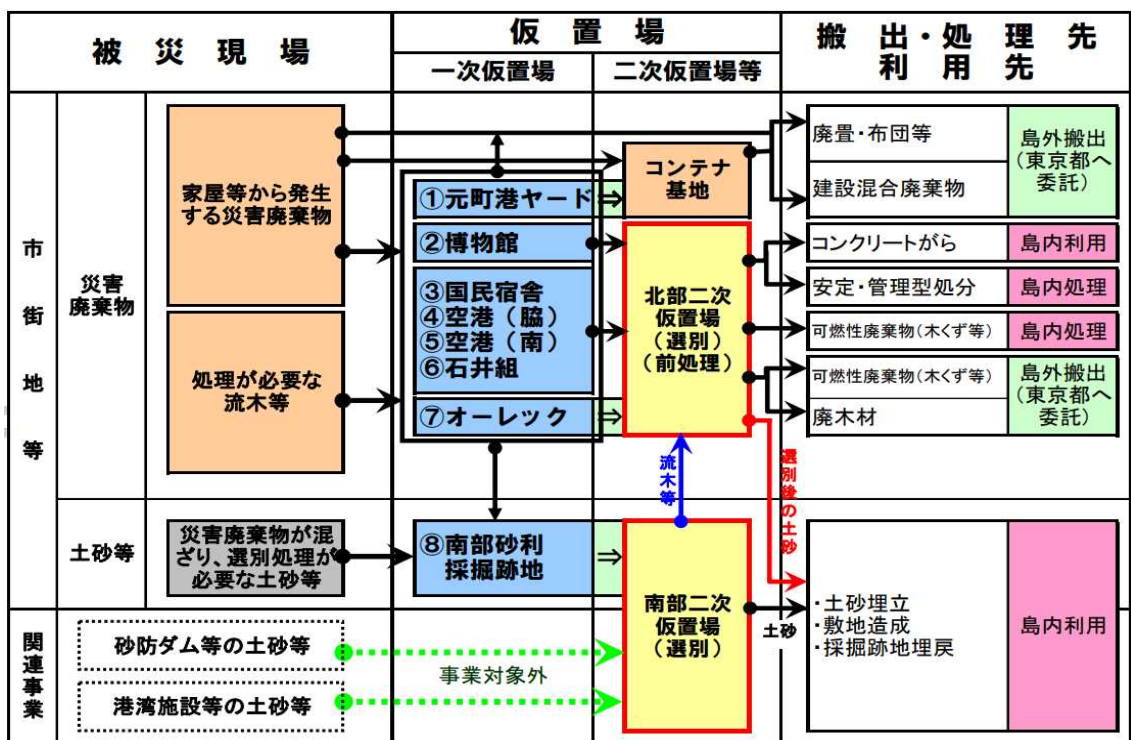 被災現場
仮置場
搬出・処理先
利用先
一次仮置場
二次仮置場等
市街地等
災害
廃棄物
家屋等から発生
する災害廃棄物
処理が必要な
流木等
①元町港ヤード
⇒
②博物館
③国民宿舎
④空港（脇）
⑤空港（南）
⑥石井組
⑦オーレック
⇒
コンテナ
基地
北部二次
仮置場
（選別）
（前処理）
廃畳・布団等
建設混合廃棄物
島外搬出
（東京都へ
委託）
コンクリートがら
島内利用
安定・管理型処分
島内処理
可燃性廃棄物（木くず等）
島内処理
可燃性廃棄物（木くず等）
廃木材
島外搬出
（東京都へ
委託）
流木等
選別後の土砂
土砂等
災害廃棄物が混
ざり、選別処理が
必要な土砂等
⑧南部砂利
採掘跡地
⇒
南部二次
仮置場
（選別）
土砂
・土砂埋立
・敷地造成
・採掘跡地埋戻
島内利用
関連事業
砂防ダム等の土砂等
港湾施設等の土砂等
事業対象外